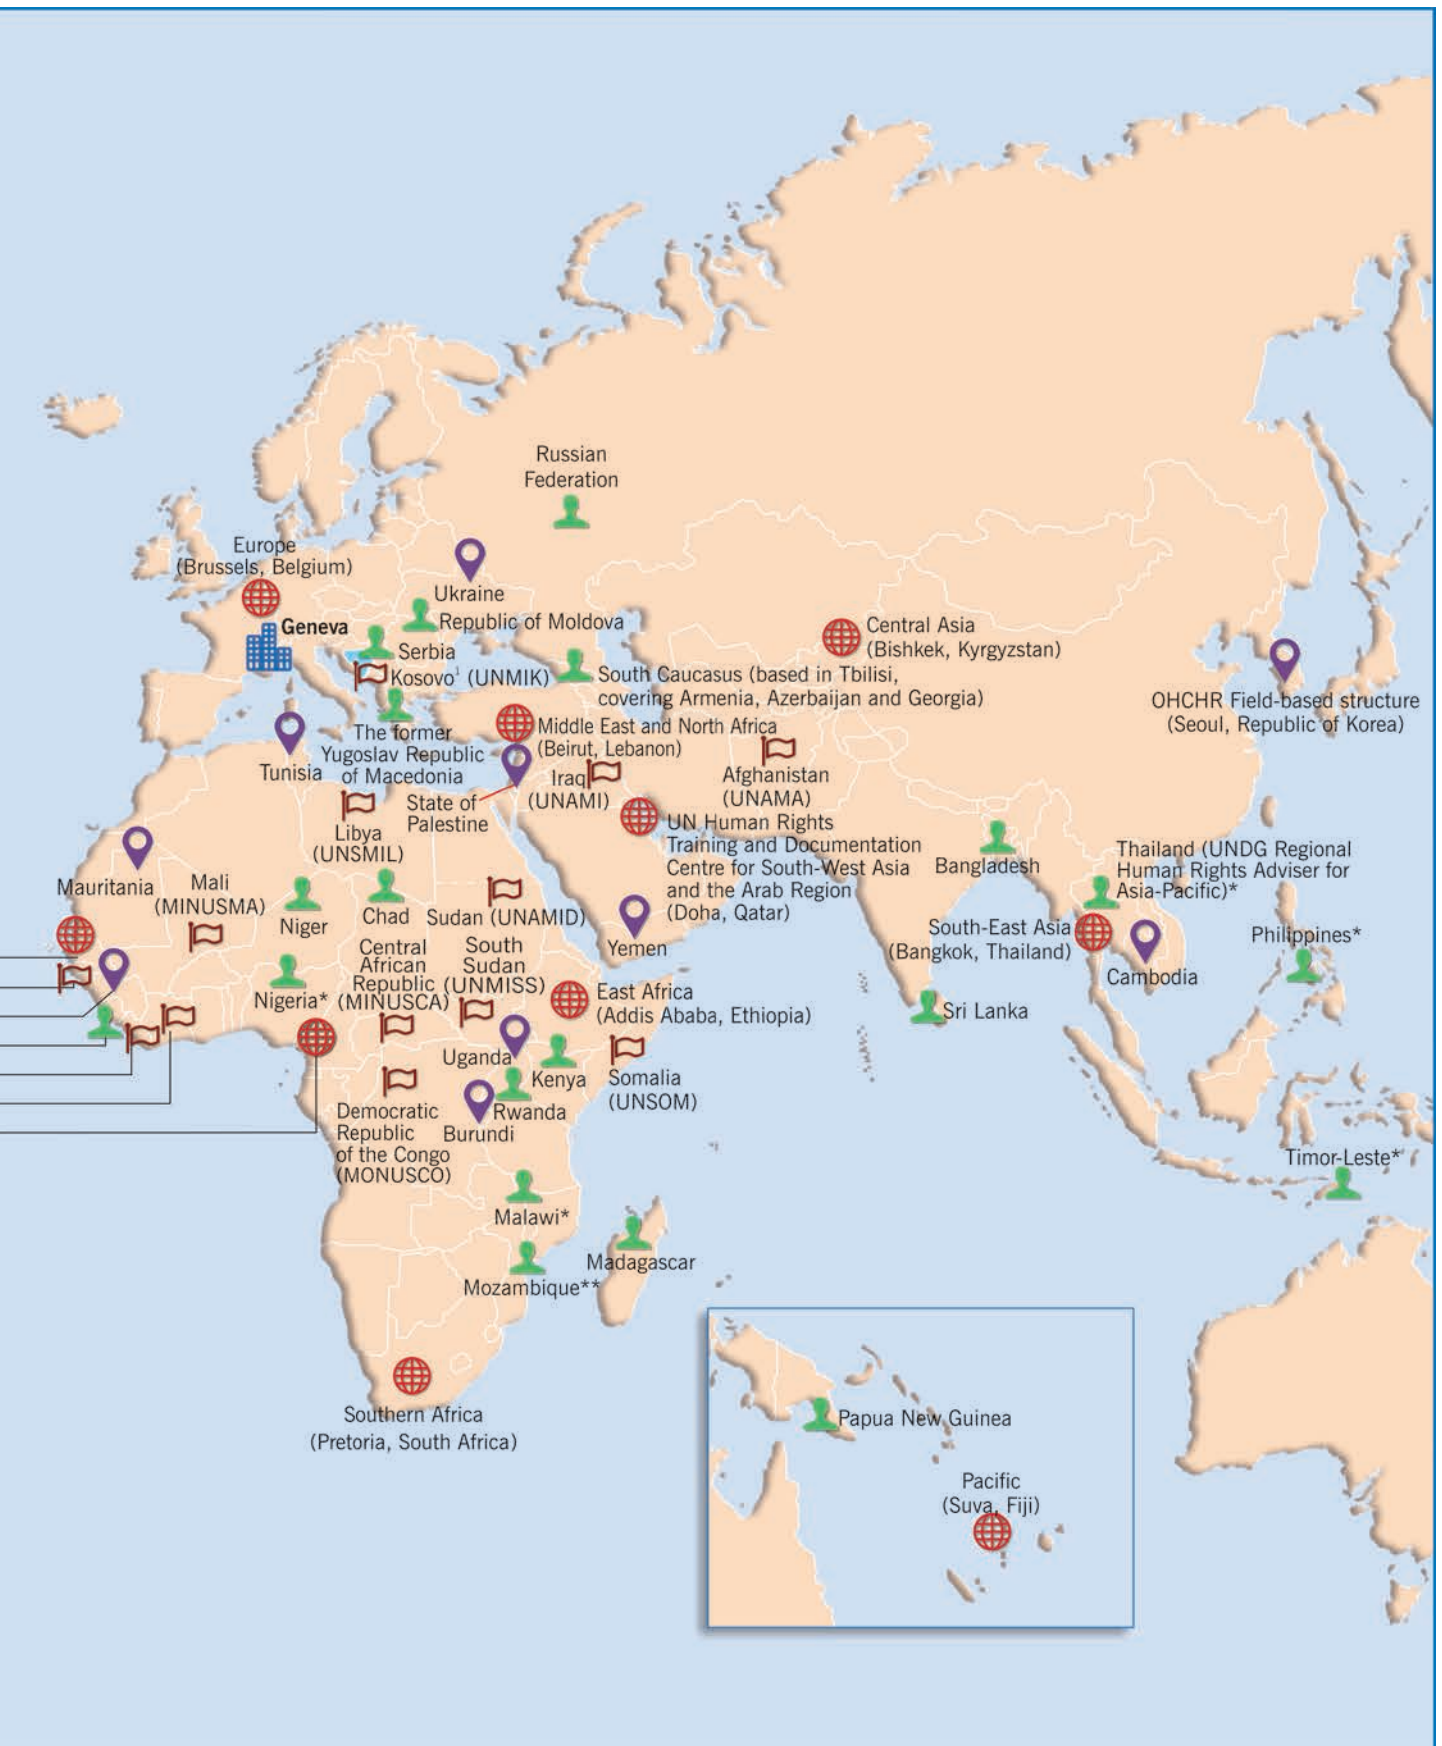 Russian
Federation
Europe
(Brussels, Belgium)
Ukraine
Geneva
Republic of Moldova
Serbia
Kosovo¹ (UNMIK)
Central Asia
(Bishkek, Kyrgyzstan)
South Caucasus (based in Tbilisi,
covering Armenia, Azerbaijan and Georgia)
OHCHR Field-based structure
(Seoul, Republic of Korea)
The former
Yugoslav Republic
of Macedonia
Middle East and North Africa
(Beirut, Lebanon)
Tunisia
Iraq
(UNAMI)
Afghanistan
(UNAMA)
State of
Palestine
Libya
(UNSMIL)
UN Human Rights
Training and Documentation
Centre for South-West Asia
and the Arab Region
(Doha, Qatar)
Bangladesh
Thailand (UNDG Regional
Human Rights Adviser for
Asia-Pacific)*
Mauritania
Mali
(MINUSMA)
Niger
Chad
Sudan (UNAMID)
Yemen
South-East Asia
(Bangkok, Thailand)
Cambodia
Philippines*
Nigeria*
Central
African
Republic
(MINUSCA)
South
Sudan
(UNMISS)
East Africa
(Addis Ababa, Ethiopia)
Sri Lanka
Uganda
Kenya
Somalia
(UNSOM)
Rwanda
Burundi
Democratic
Republic
of the Congo
(MONUSCO)
Timor-Leste*
Malawi*
Madagascar
Mozambique**
Southern Africa
(Pretoria, South Africa)
Papua New Guinea
Pacific
(Suva, Fiji)